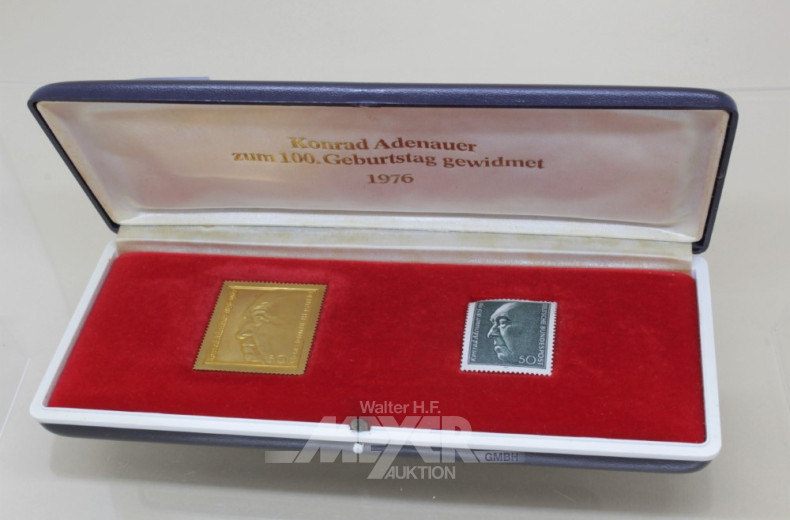 Konrad Adenauer
zum 100. Geburtstag gewidmet
1976
DEUTSCHE BUNDESPOST
50
Walter H.F.
MEYER
GMBH
AUKTION